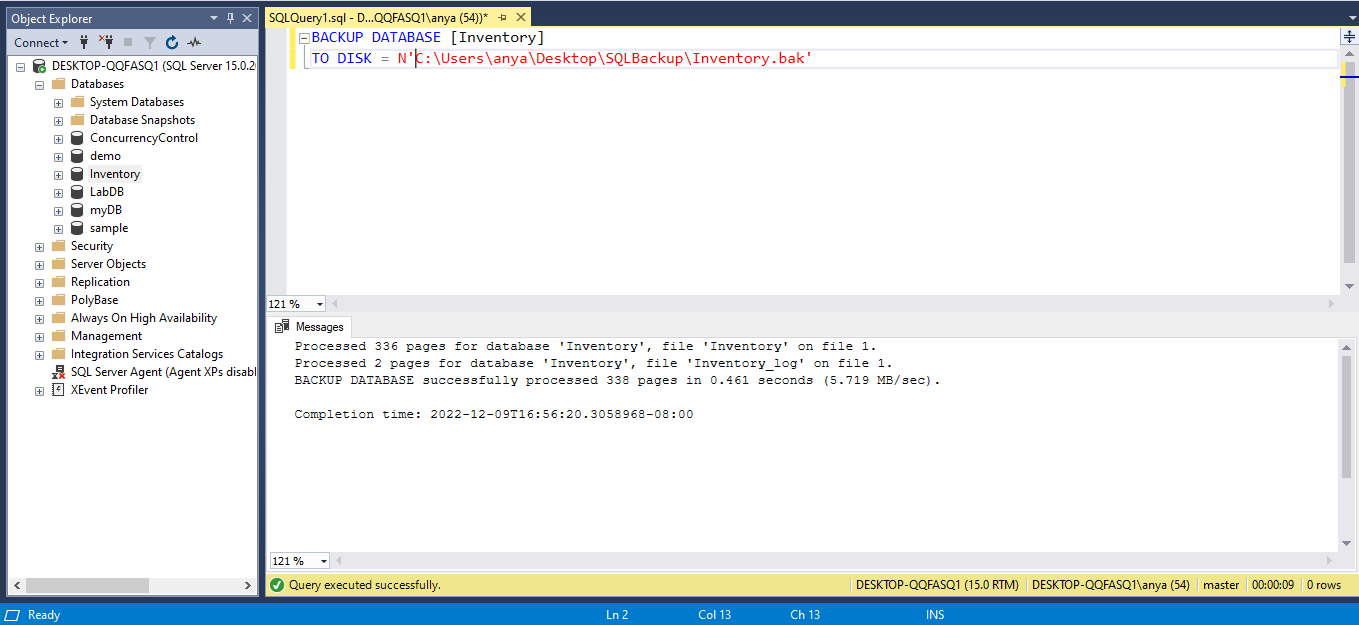 Object Explorer
Connect
DESKTOP-QQFASQ1 (SQL Server 15.0.2
Databases
System Databases
Database Snapshots
ConcurrencyControl
demo
Inventory
LabDB
myDB
sample
Security
Server Objects
Replication
PolyBase
Always On High Availability
Management
Integration Services Catalogs
SQL Server Agent (Agent XPs disabl
XEvent Profiler
SQLQuery1.sql - D...QQFASQ1\anya (54))*
BACKUP DATABASE [Inventory]
TO DISK = N'C:\Users\anya\Desktop\SQLBackup\Inventory.bak'
121 %
Messages
Processed 336 pages for database 'Inventory', file 'Inventory' on file 1.
Processed 2 pages for database 'Inventory', file 'Inventory_log' on file 1.
BACKUP DATABASE successfully processed 338 pages in 0.461 seconds (5.719 MB/sec).
Completion time: 2022-12-09T16:56:20.3058968-08:00
121 %
Query executed successfully. DESKTOP-QQFASQ1 (15.0 RTM) DESKTOP-QQFASQ1\anya (54) master 00:00:09 0 rows
Ready Ln 2 Col 13 Ch 13 INS